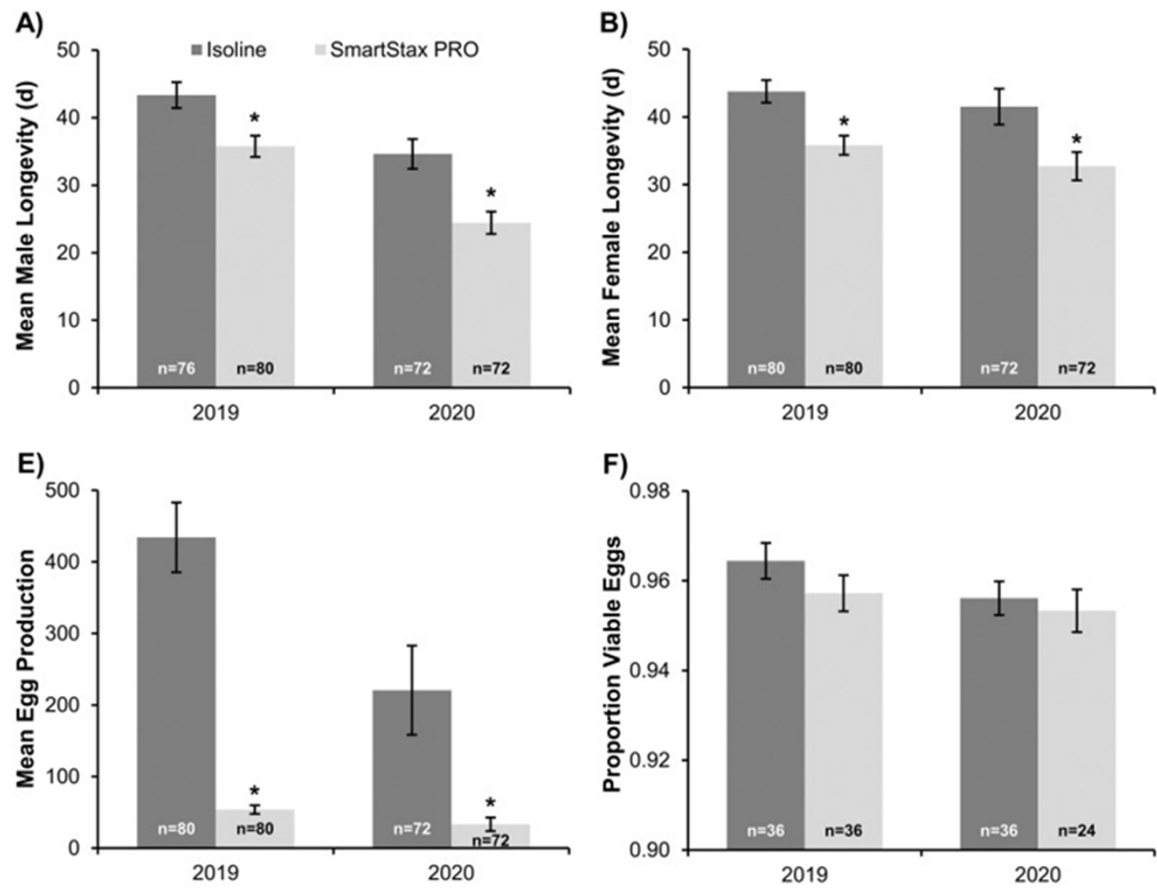 A)
Isoline
SmartStax PRO
Mean Male Longevity (d)
50
40
30
20
10
0
*
*
n=76
n=80
n=72
n=72
2019
2020
B)
Mean Female Longevity (d)
50
40
30
20
10
0
*
*
n=80
n=80
n=72
n=72
2019
2020
E)
Mean Egg Production
500
400
300
200
100
0
*
*
n=80
n=80
n=72
n=72
2019
2020
F)
Proportion Viable Eggs
0.98
0.96
0.94
0.92
0.90
n=36
n=36
n=36
n=24
2019
2020